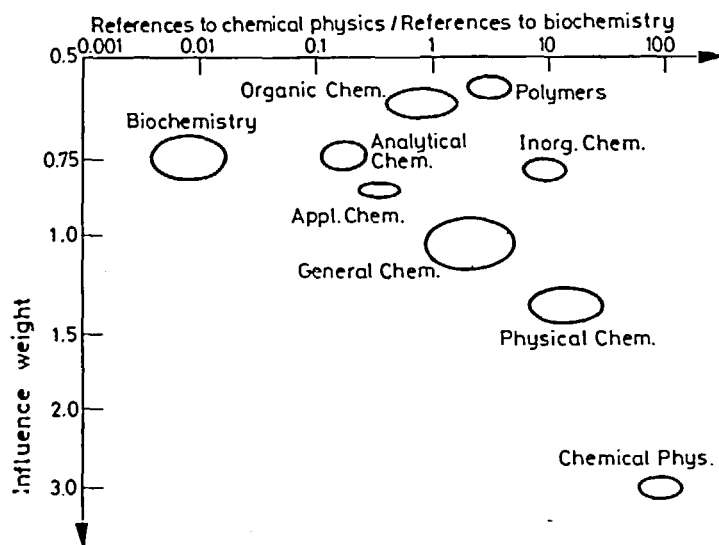 References to chemical physics / References to biochemistry
0.5 0.001 0.01 0.1 1 10 100
Organic Chem.
Polymers
Biochemistry
Analytical
Chem.
Inorg. Chem.
0.75
Appl. Chem.
1.0
General Chem.
1.5
Physical Chem.
2.0
Chemical Phys.
3.0
Influence weight